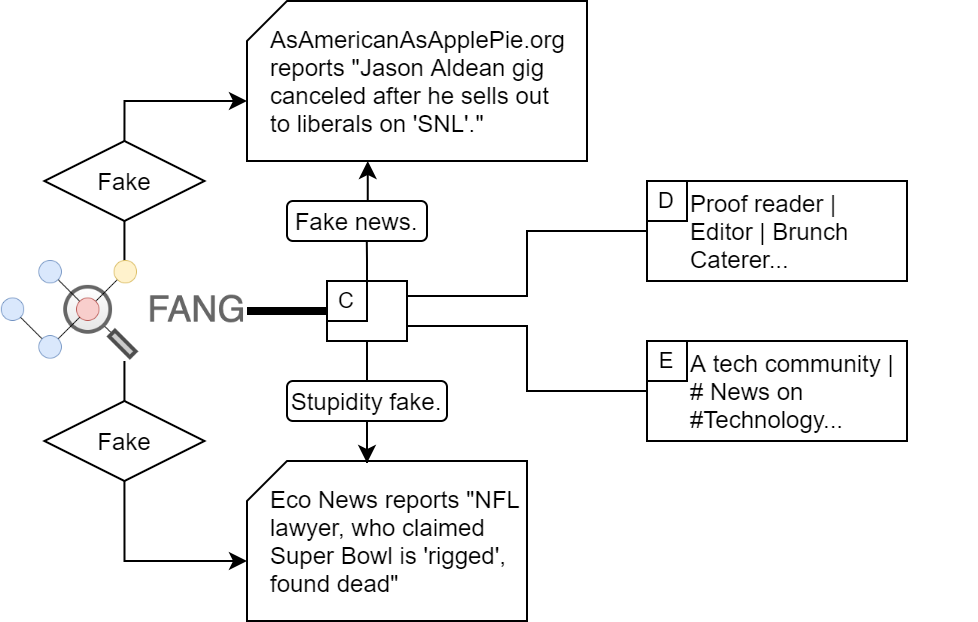 AsAmericanAsApplePie.org
reports "Jason Aldean gig
canceled after he sells out
to liberals on 'SNL'."
Fake
Fake news.
D
Proof reader |
Editor | Brunch
Caterer...
FANG
C
E
A tech community |
# News on
#Technology...
Stupidity fake.
Fake
Eco News reports "NFL
lawyer, who claimed
Super Bowl is 'rigged',
found dead"